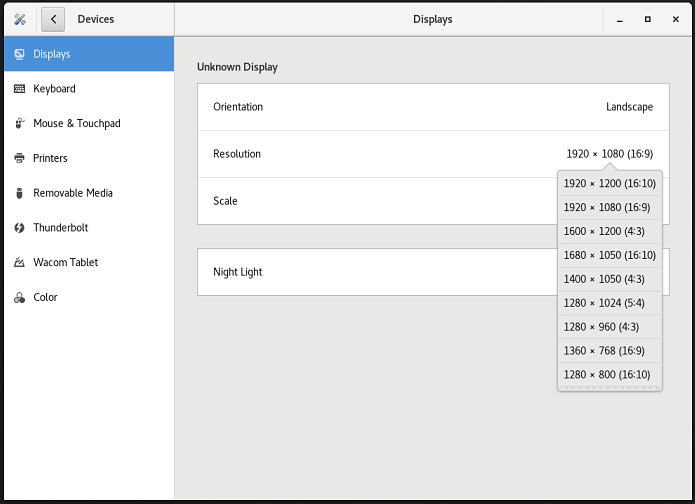 Devices
Displays
Displays
Keyboard
Mouse & Touchpad
Printers
Removable Media
Thunderbolt
Wacom Tablet
Color
Unknown Display
Orientation Landscape
Resolution 1920 × 1080 (16:9)
Scale
Night Light
1920 × 1200 (16:10)
1920 × 1080 (16:9)
1600 × 1200 (4:3)
1680 × 1050 (16:10)
1400 × 1050 (4:3)
1280 × 1024 (5:4)
1280 × 960 (4:3)
1360 × 768 (16:9)
1280 × 800 (16:10)